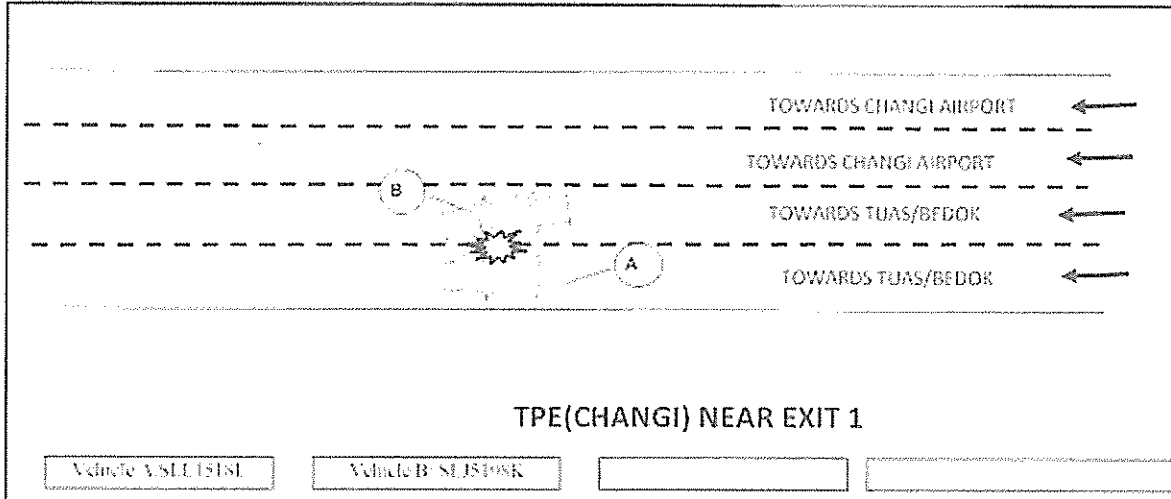 TOWARDS CHANGI AIRPORT
TOWARDS CHANGI AIRPORT
B
TOWARDS TUAS/BEDOK
A
TOWARDS TUAS/BEDOK
TPE(CHANGI) NEAR EXIT 1
Vehicle
Vehicle B: